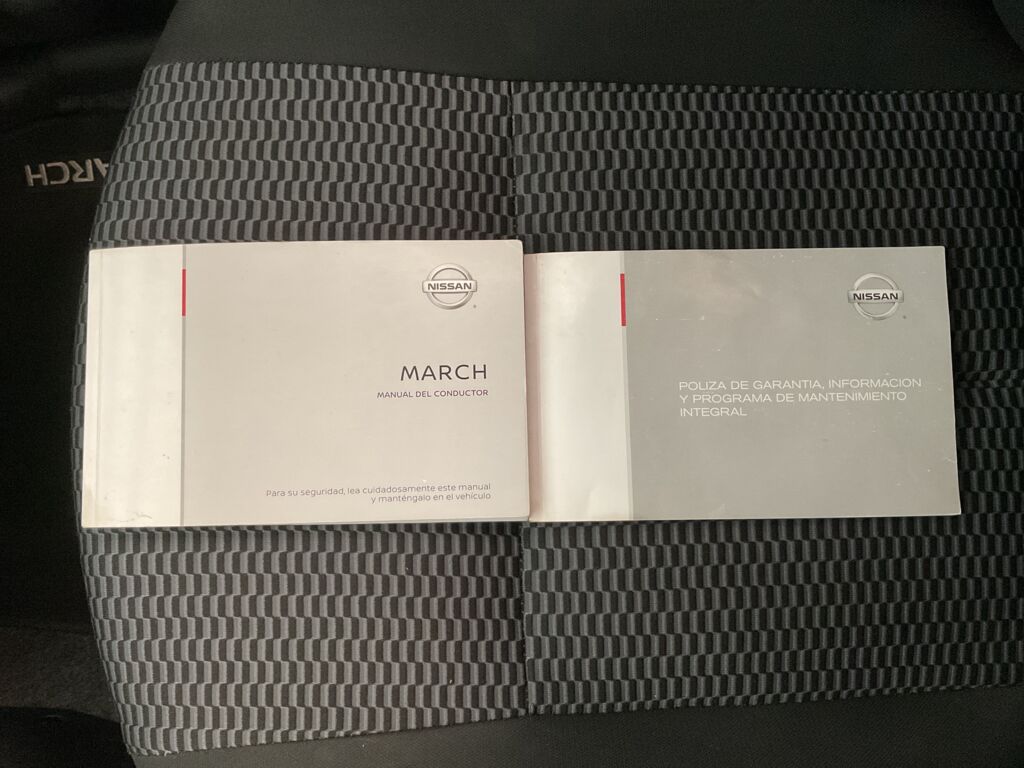 ARCH
NISSAN
MARCH
MANUAL DEL CONDUCTOR
Para su seguridad, lea cuidadosamente este manual
y manténgalo en el vehículo
NISSAN
POLIZA DE GARANTIA, INFORMACION
Y PROGRAMA DE MANTENIMIENTO
INTEGRAL